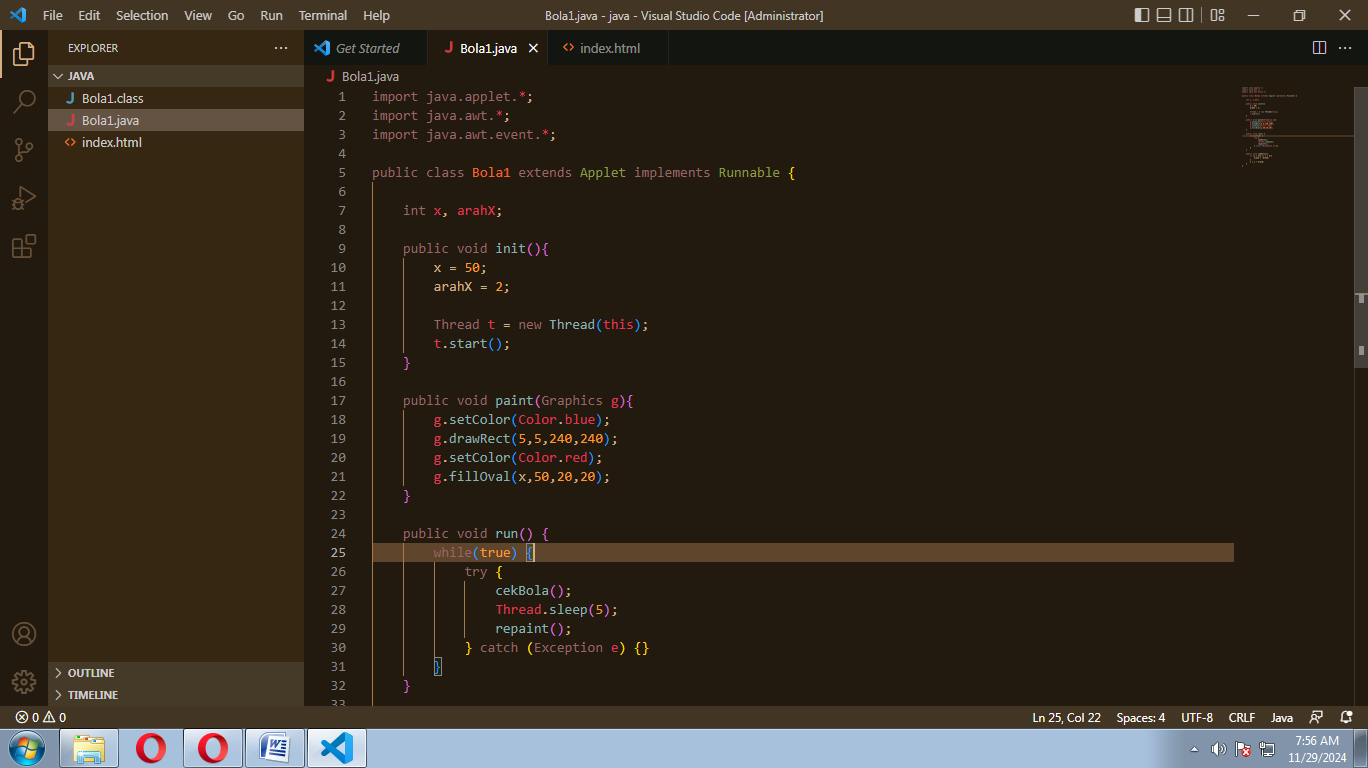 File Edit Selection View Go Run Terminal Help
Bola1.java - java - Visual Studio Code [Administrator]
EXPLORER
JAVA
Bola1.class
Bola1.java
index.html
OUTLINE
TIMELINE
Get Started
Bola1.java
index.html
Bola1.java
1 import java.applet.*;
2 import java.awt.*;
3 import java.awt.event.*;
4
5 public class Bola1 extends Applet implements Runnable {
6
7 int x, arahX;
8
9 public void init(){
10 x = 50;
11 arahX = 2;
12
13 Thread t = new Thread(this);
14 t.start();
15 }
16
17 public void paint(Graphics g){
18 g.setColor(Color.blue);
19 g.drawRect(5,5,240,240);
20 g.setColor(Color.red);
21 g.fillOval(x,50,20,20);
22 }
23
24 public void run() {
25 while(true) {
26 try {
27 cekBola();
28 Thread.sleep(5);
29 repaint();
30 } catch (Exception e) {}
31 }
32 }
33
0 0
Ln 25, Col 22 Spaces: 4 UTF-8 CRLF Java
7:56 AM
11/29/2024